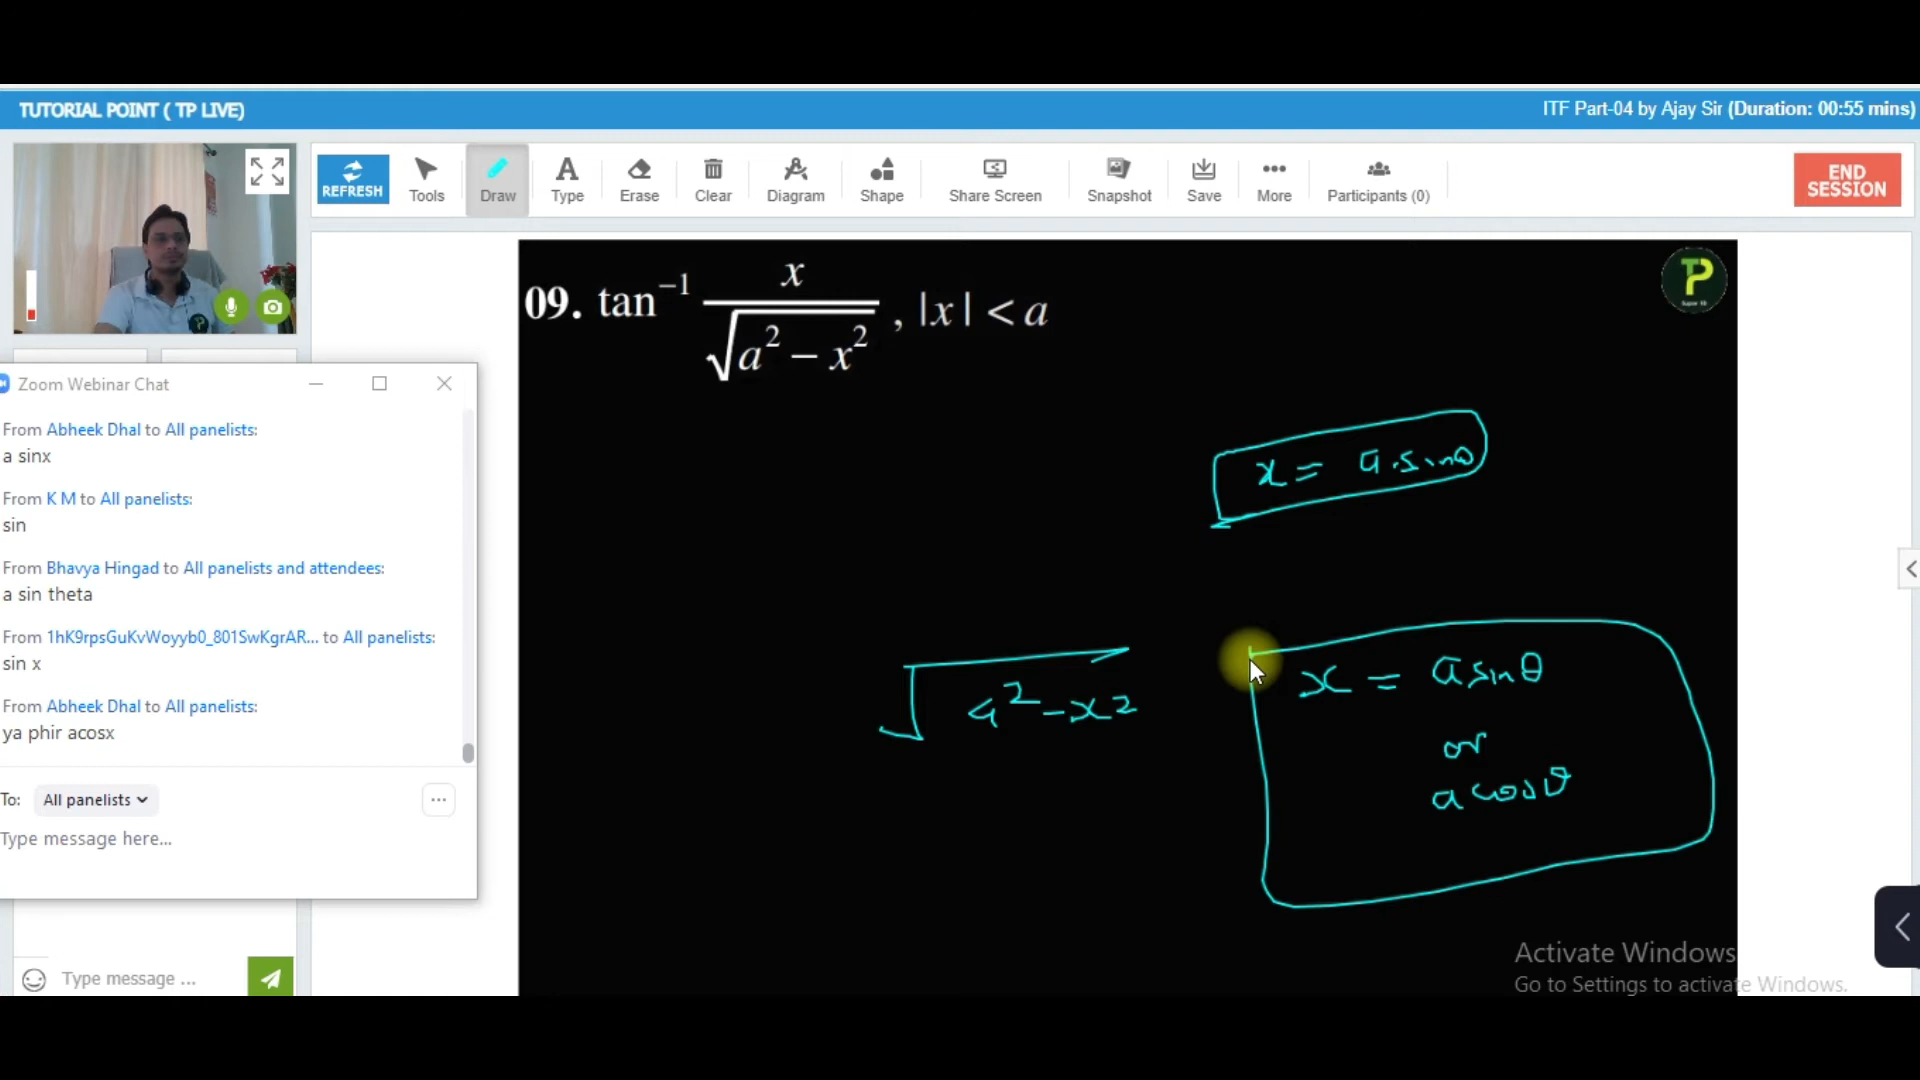 TUTORIAL POINT ( TP LIVE)
ITF Part-04 by Ajay Sir (Duration: 00:55 mins)
REFRESH
Tools
Draw
Type
Erase
Clear
Diagram
Shape
Share Screen
Snapshot
Save
More
Participants (0)
END SESSION
09. tan⁻¹ x/√(a² − x²) , |x| < a
x = a.sinθ
√(a² − x²)
x = a sinθ
or
a cosθ
Zoom Webinar Chat
From Abheek Dhal to All panelists:
a sinx
From K M to All panelists:
sin
From Bhavya Hingad to All panelists and attendees:
a sin theta
From 1hK9rpsGuKvWoyyb0_801SwKgrAR... to All panelists:
sin x
From Abheek Dhal to All panelists:
ya phir acosx
To: All panelists
Type message here...
Type message ...
Activate Windows
Go to Settings to activate Windows.